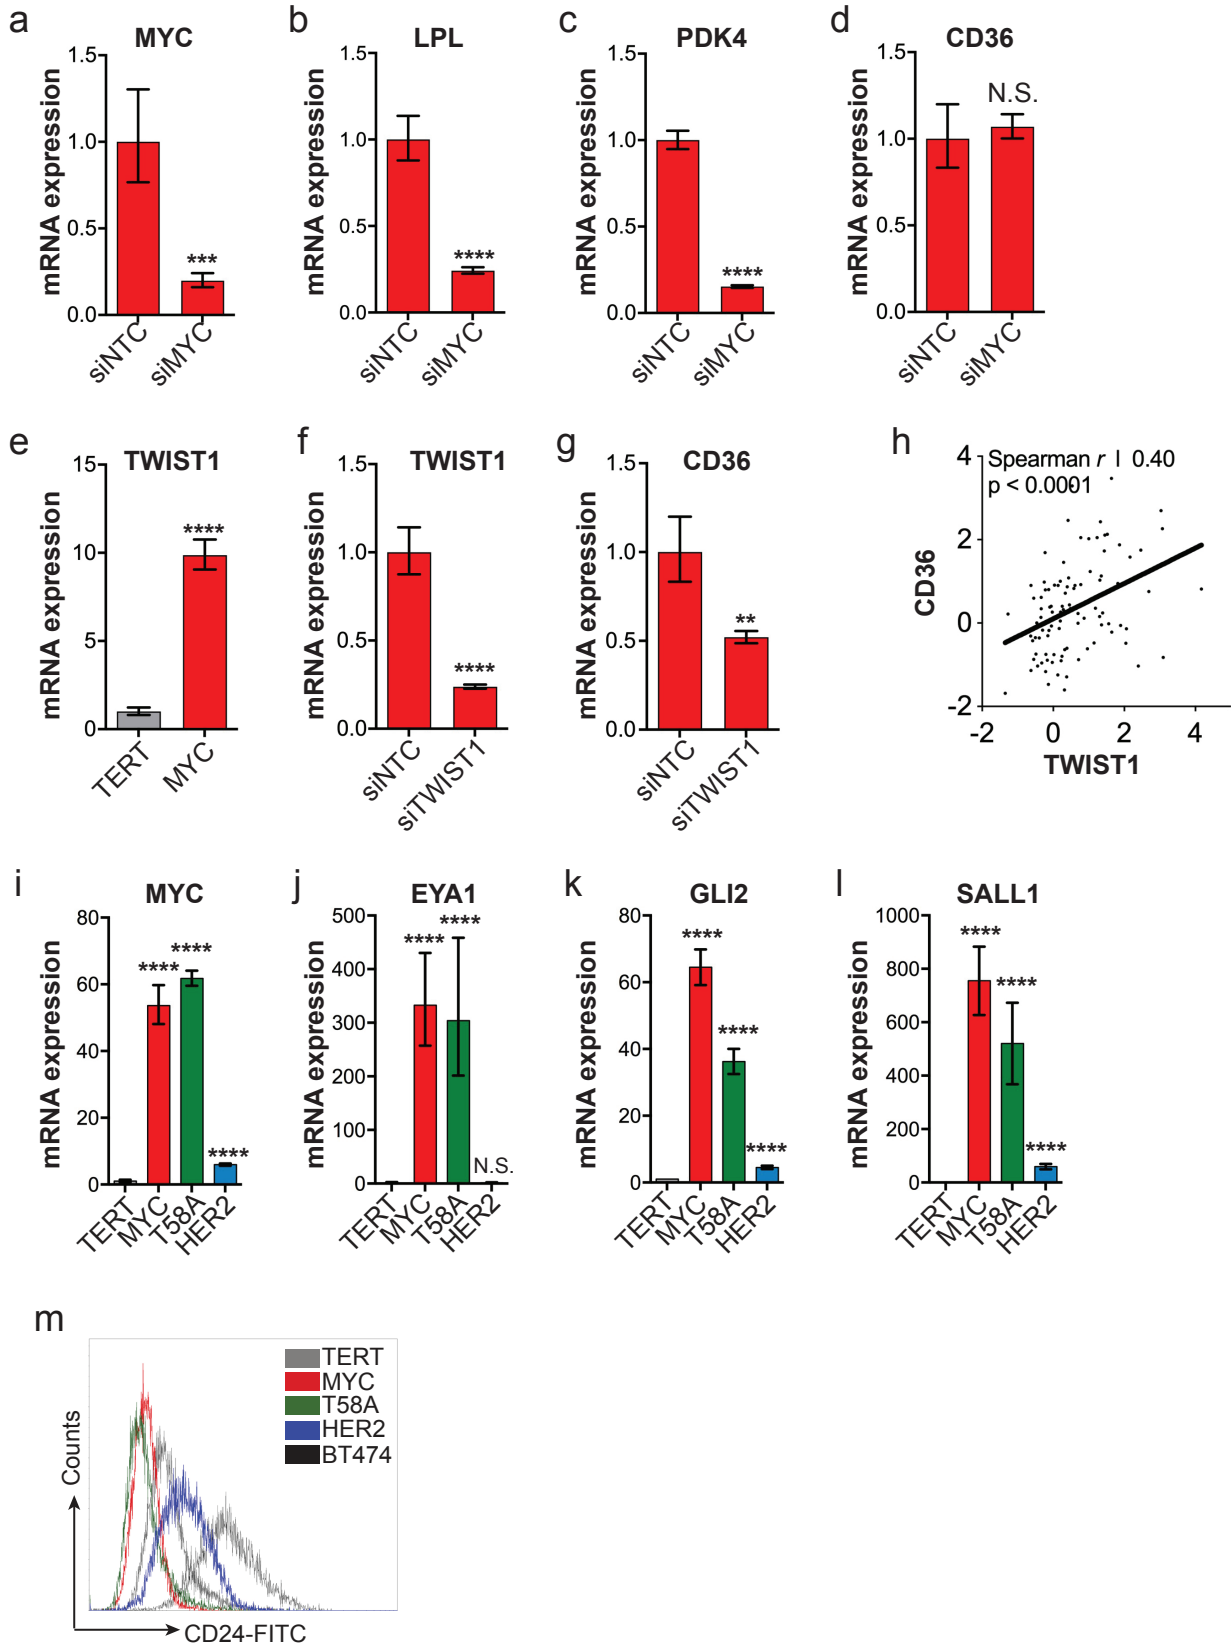 a
MYC
mRNA expression
1.5
1.0
0.5
0.0
***
siNTC
siMYC
b
LPL
mRNA expression
1.5
1.0
0.5
0.0
****
siNTC
siMYC
c
PDK4
mRNA expression
1.5
1.0
0.5
0.0
****
siNTC
siMYC
d
CD36
mRNA expression
1.5
1.0
0.5
0.0
N.S.
siNTC
siMYC
e
TWIST1
mRNA expression
15
10
5
0
****
TERT
MYC
f
TWIST1
mRNA expression
1.5
1.0
0.5
0.0
****
siNTC
siTWIST1
g
CD36
mRNA expression
1.5
1.0
0.5
0.0
**
siNTC
siTWIST1
h
Spearman r | 0.40
p < 0.0001
CD36
4
2
0
-2
-2 0 2 4
TWIST1
i
MYC
mRNA expression
80
60
40
20
0
****
****
****
TERT
MYC
T58A
HER2
j
EYA1
mRNA expression
500
400
300
200
100
0
****
****
N.S.
TERT
MYC
T58A
HER2
k
GLI2
mRNA expression
80
60
40
20
0
****
****
****
TERT
MYC
T58A
HER2
l
SALL1
mRNA expression
1000
800
600
400
200
0
****
****
****
TERT
MYC
T58A
HER2
m
Counts
TERT
MYC
T58A
HER2
BT474
CD24-FITC